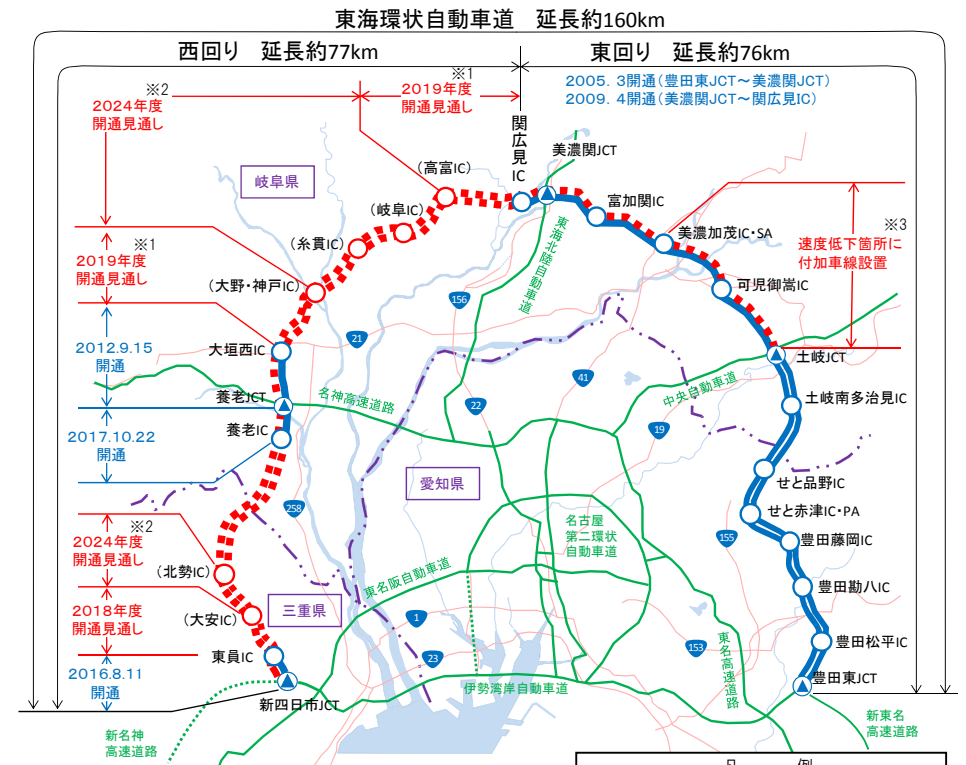 東海環状自動車道　延長約160km
西回り　延長約77km
東回り　延長約76km
※2
2024年度
開通見通し
※1
2019年度
開通見通し
2005．3開通（豊田東JCT～美濃関JCT）
2009．4開通（美濃関JCT～関広見IC）
関広見IC
美濃関JCT
（高富IC）
岐阜県
（岐阜IC）
富加関IC
（糸貫IC）
美濃加茂IC・SA
※3
速度低下箇所に
付加車線設置
※1
2019年度
開通見通し
（大野・神戸IC）
可児御嵩IC
東海北陸自動車道
156
21
2012.9.15
開通
大垣西IC
土岐JCT
41
中央自動車道
養老JCT
名神高速道路
22
土岐南多治見IC
19
2017.10.22
開通
養老IC
せと品野IC
愛知県
258
せと赤津IC・PA
名古屋
第二環状
自動車道
155
豊田藤岡IC
※2
2024年度
開通見通し
（北勢IC）
東名阪自動車道
豊田勘八IC
2018年度
開通見通し
（大安IC）
三重県
1
23
153
豊田松平IC
東名高速道路
東員IC
2016.8.11
開通
豊田東JCT
伊勢湾岸自動車道
新四日市JCT
新名神
高速道路
新東名
高速道路
凡　例